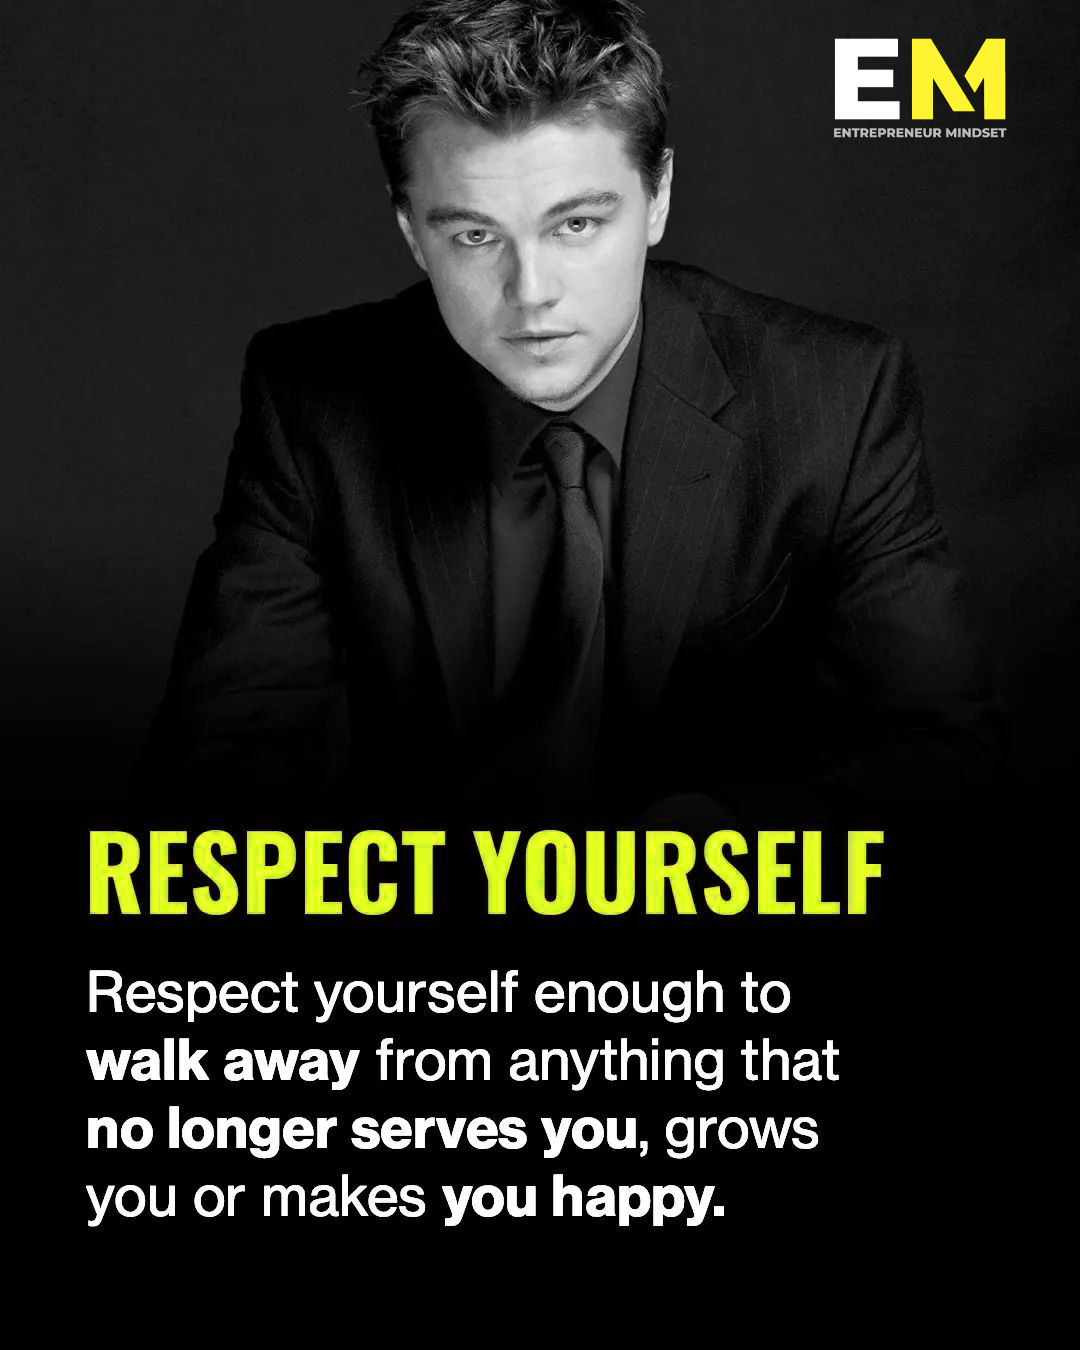 EM
ENTREPRENEUR MINDSET
RESPECT YOURSELF
Respect yourself enough to
walk away from anything that
no longer serves you, grows
you or makes you happy.